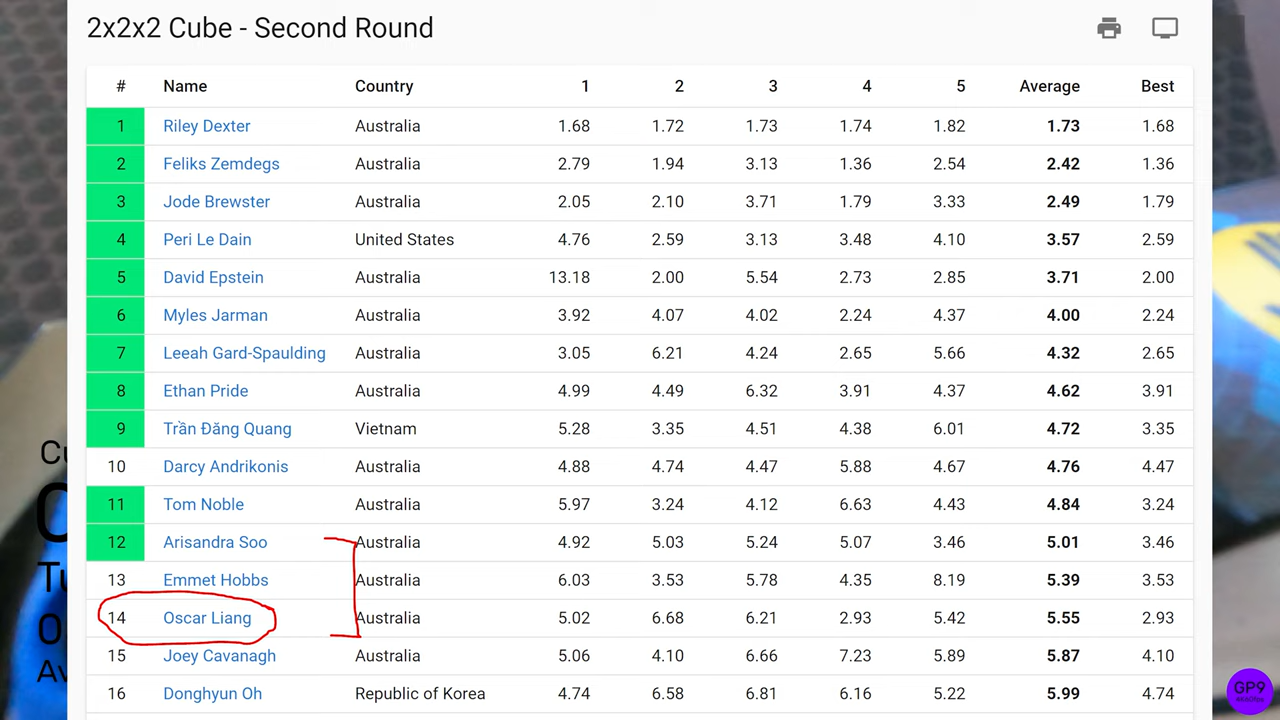 2x2x2 Cube - Second Round
# Name Country 1 2 3 4 5 Average Best
1 Riley Dexter Australia 1.68 1.72 1.73 1.74 1.82 1.73 1.68
2 Feliks Zemdegs Australia 2.79 1.94 3.13 1.36 2.54 2.42 1.36
3 Jode Brewster Australia 2.05 2.10 3.71 1.79 3.33 2.49 1.79
4 Peri Le Dain United States 4.76 2.59 3.13 3.48 4.10 3.57 2.59
5 David Epstein Australia 13.18 2.00 5.54 2.73 2.85 3.71 2.00
6 Myles Jarman Australia 3.92 4.07 4.02 2.24 4.37 4.00 2.24
7 Leeah Gard-Spaulding Australia 3.05 6.21 4.24 2.65 5.66 4.32 2.65
8 Ethan Pride Australia 4.99 4.49 6.32 3.91 4.37 4.62 3.91
9 Trần Đăng Quang Vietnam 5.28 3.35 4.51 4.38 6.01 4.72 3.35
10 Darcy Andrikonis Australia 4.88 4.74 4.47 5.88 4.67 4.76 4.47
11 Tom Noble Australia 5.97 3.24 4.12 6.63 4.43 4.84 3.24
12 Arisandra Soo Australia 4.92 5.03 5.24 5.07 3.46 5.01 3.46
13 Emmet Hobbs Australia 6.03 3.53 5.78 4.35 8.19 5.39 3.53
14 Oscar Liang Australia 5.02 6.68 6.21 2.93 5.42 5.55 2.93
15 Joey Cavanagh Australia 5.06 4.10 6.66 7.23 5.89 5.87 4.10
16 Donghyun Oh Republic of Korea 4.74 6.58 6.81 6.16 5.22 5.99 4.74
GP9